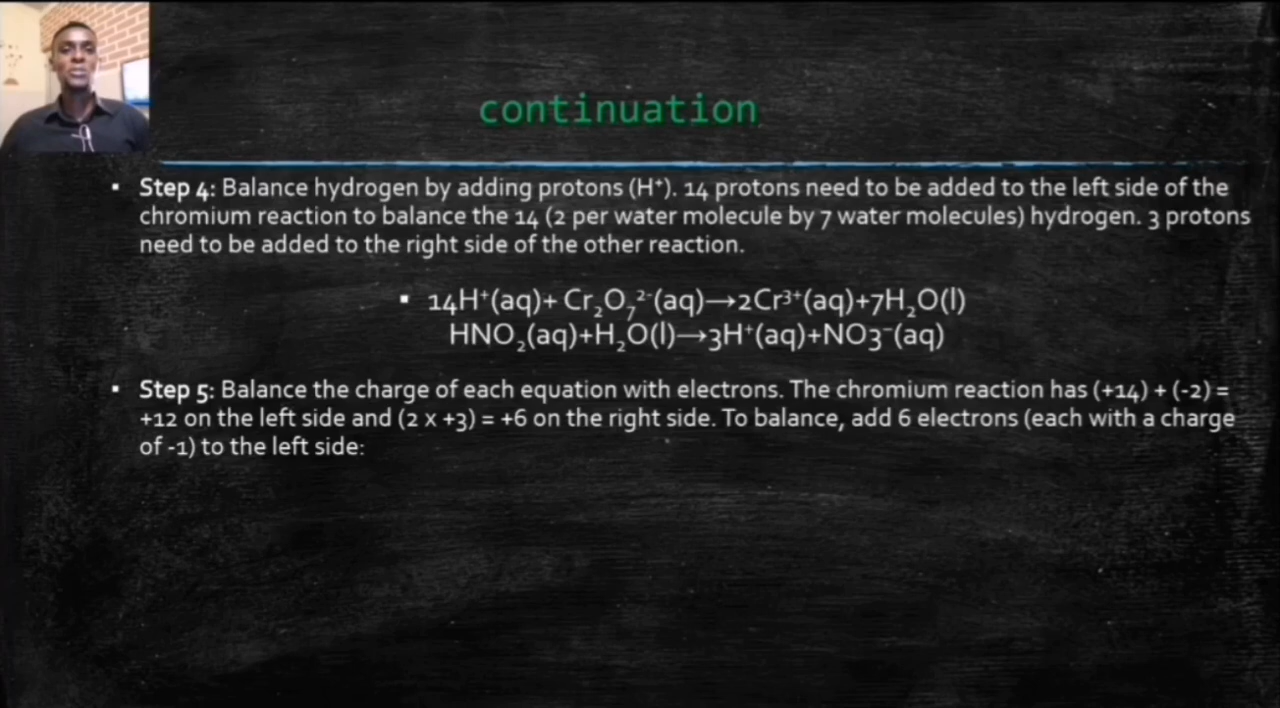 continuation
▪ Step 4: Balance hydrogen by adding protons (H⁺). 14 protons need to be added to the left side of the
chromium reaction to balance the 14 (2 per water molecule by 7 water molecules) hydrogen. 3 protons
need to be added to the right side of the other reaction.
▪ 14H⁺(aq)+ Cr₂O₇²⁻(aq)→2Cr³⁺(aq)+7H₂O(l)
HNO₂(aq)+H₂O(l)→3H⁺(aq)+NO3⁻(aq)
▪ Step 5: Balance the charge of each equation with electrons. The chromium reaction has (+14) + (-2) =
+12 on the left side and (2 x +3) = +6 on the right side. To balance, add 6 electrons (each with a charge
of -1) to the left side: